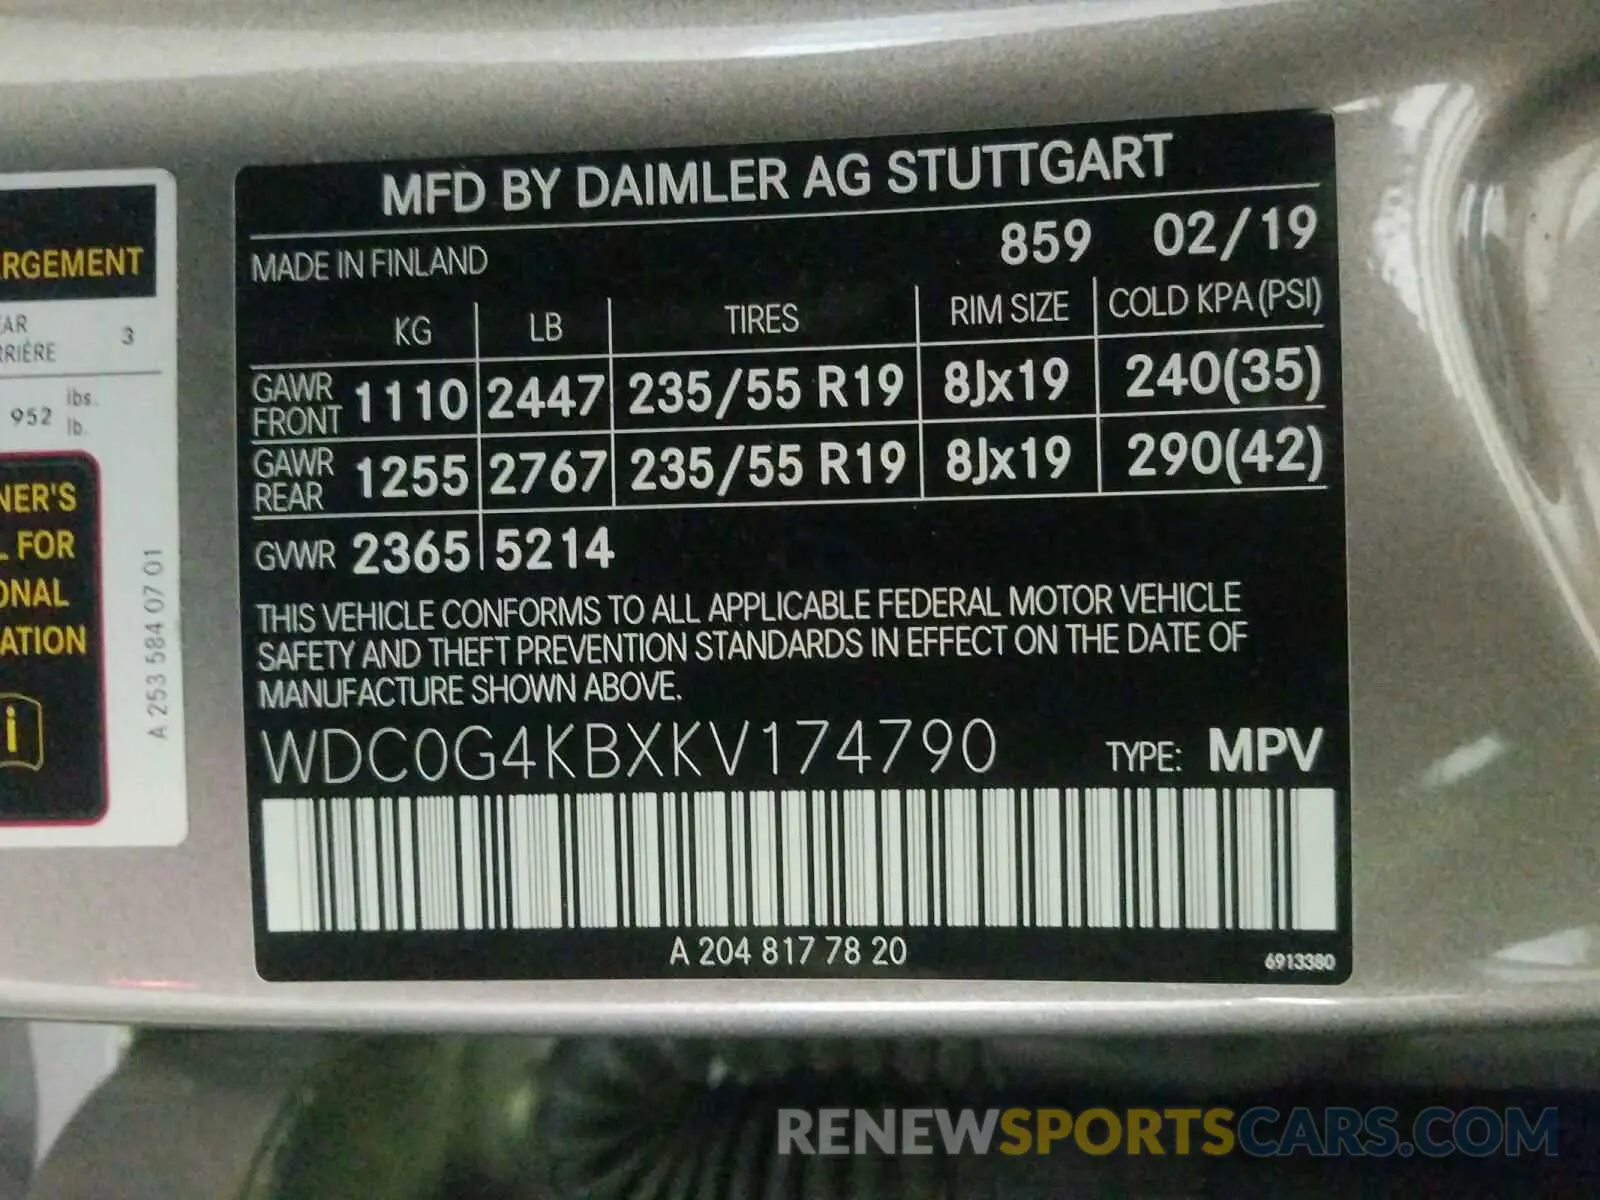 RGEMENT
3
952 lbs.
lb.
NER'S
FOR
ATION
A 253 584 07 01
MFD BY DAIMLER AG STUTTGART
MADE IN FINLAND 859 02/19
KG LB TIRES RIM SIZE COLD KPA (PSI)
GAWR FRONT 1110 2447 235/55 R19 8Jx19 240(35)
GAWR REAR 1255 2767 235/55 R19 8Jx19 290(42)
GVWR 2365 5214
THIS VEHICLE CONFORMS TO ALL APPLICABLE FEDERAL MOTOR VEHICLE
SAFETY AND THEFT PREVENTION STANDARDS IN EFFECT ON THE DATE OF
MANUFACTURE SHOWN ABOVE.
WDC0G4KBXKV174790 TYPE: MPV
A 204 817 78 20
6913380
RENEWSPORTSCARS.COM